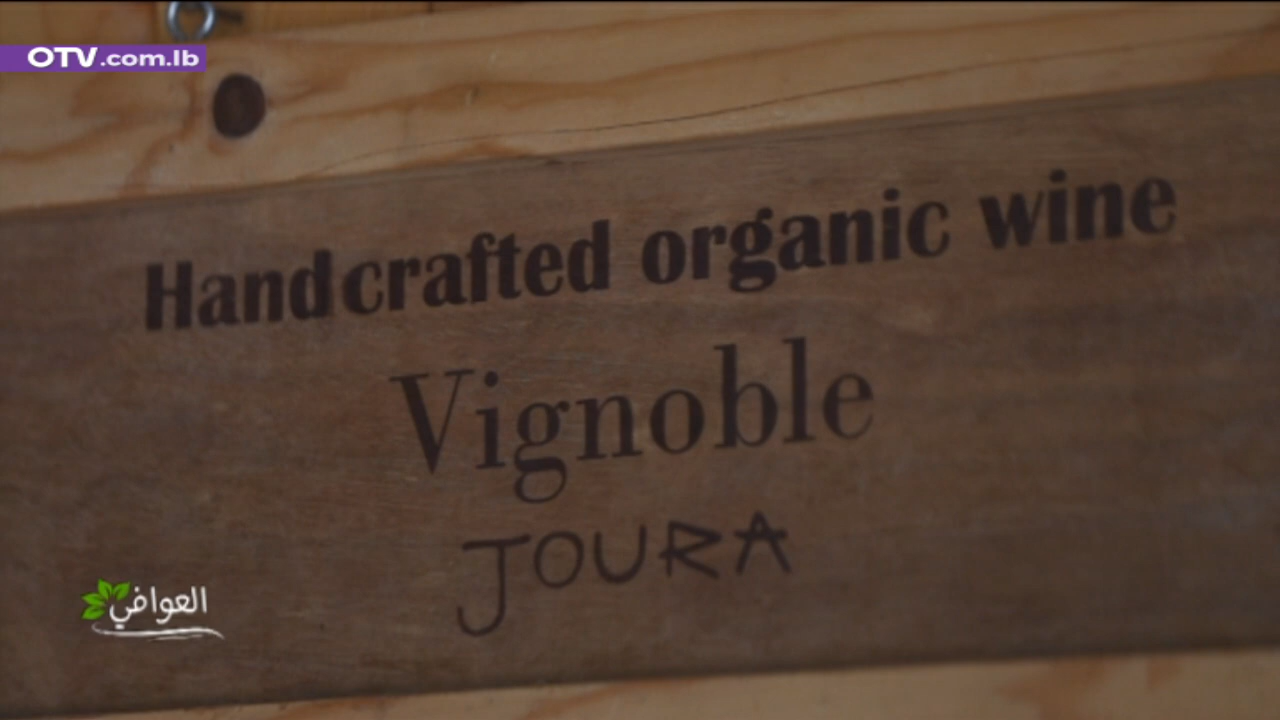 OTV.com.lb
Handcrafted organic wine
Vignoble
JOURA
العوافي